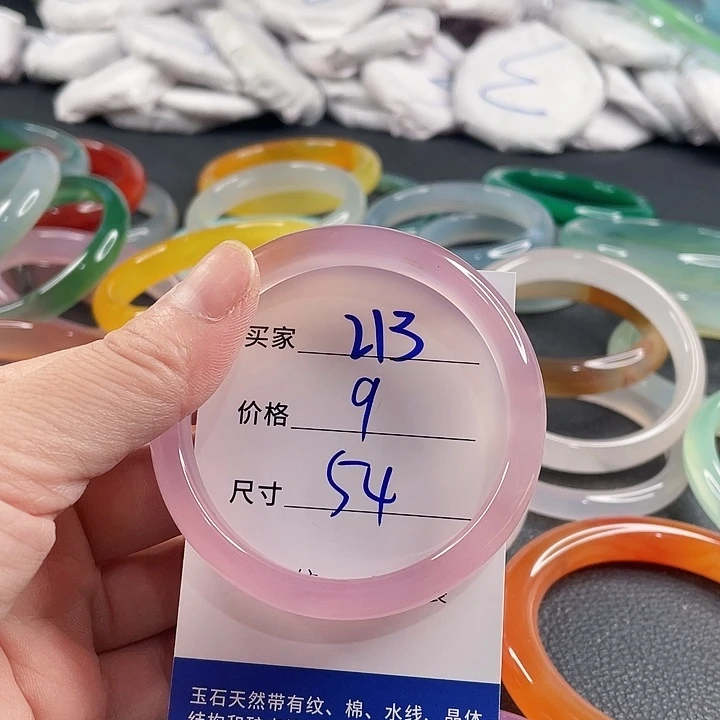 买家 213
价格 9
尺寸 54
玉石天然带有纹、棉、水线、晶体